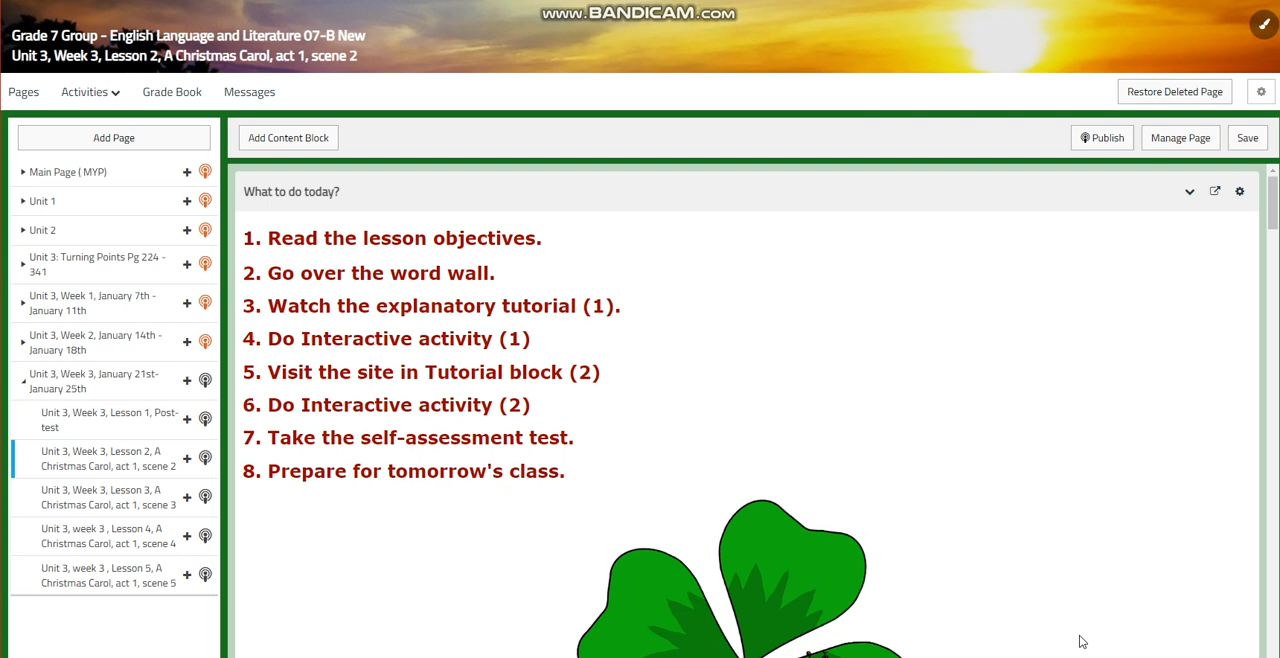 www.BANDICAM.com
Grade 7 Group - English Language and Literature 07-B New
Unit 3, Week 3, Lesson 2, A Christmas Carol, act 1, scene 2
Pages Activities Grade Book Messages Restore Deleted Page
Add Page
Add Content Block Publish Manage Page Save
Main Page ( MYP)
Unit 1
Unit 2
Unit 3: Turning Points Pg 224 -
341
Unit 3, Week 1, January 7th -
January 11th
Unit 3, Week 2, January 14th -
January 18th
Unit 3, Week 3, January 21st-
January 25th
Unit 3, Week 3, Lesson 1, Post-
test
Unit 3, Week 3, Lesson 2, A
Christmas Carol, act 1, scene 2
Unit 3, Week 3, Lesson 3, A
Christmas Carol, act 1, scene 3
Unit 3, week 3 , Lesson 4, A
Christmas Carol, act 1, scene 4
Unit 3, week 3 , Lesson 5, A
Christmas Carol, act 1, scene 5
What to do today?
1. Read the lesson objectives.
2. Go over the word wall.
3. Watch the explanatory tutorial (1).
4. Do Interactive activity (1)
5. Visit the site in Tutorial block (2)
6. Do Interactive activity (2)
7. Take the self-assessment test.
8. Prepare for tomorrow's class.